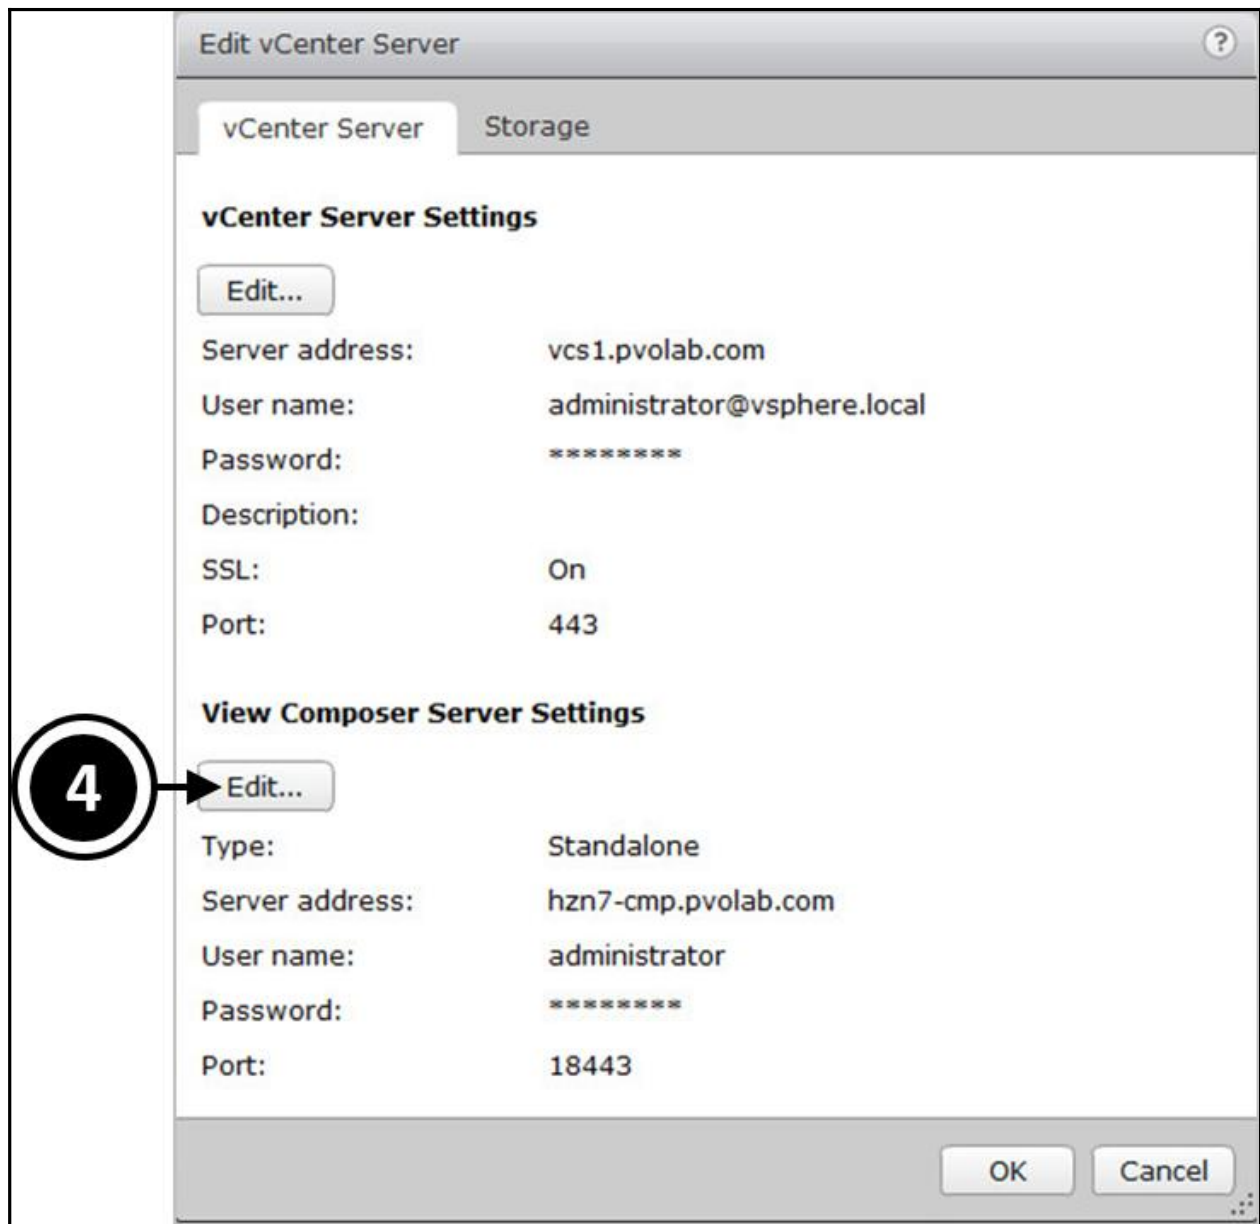 Edit vCenter Server ?
vCenter Server Storage
vCenter Server Settings
Edit...
Server address: vcs1.pvolab.com
User name: administrator@vsphere.local
Password: ********
Description:
SSL: On
Port: 443
View Composer Server Settings
4 Edit...
Type: Standalone
Server address: hzn7-cmp.pvolab.com
User name: administrator
Password: ********
Port: 18443
OK Cancel